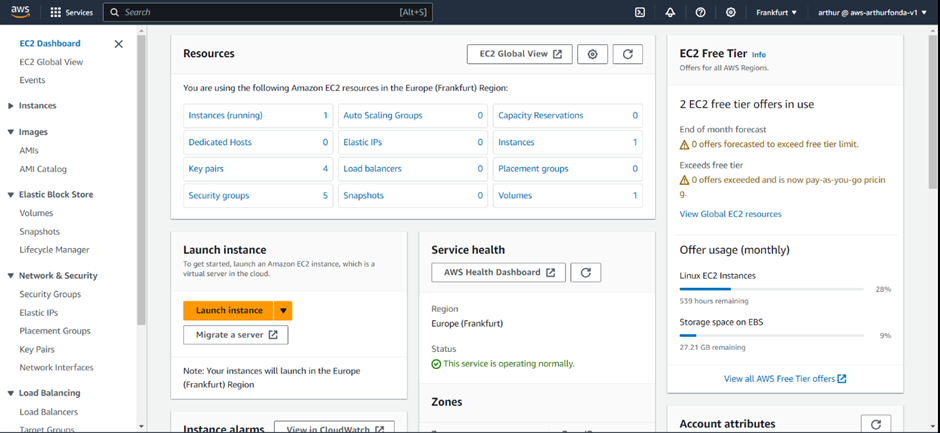 aws
Services
Search
[Alt+S]
Frankfurt
arthur @ aws-arthurfonda-v1
EC2 Dashboard
EC2 Global View
Events
Instances
Images
AMIs
AMI Catalog
Elastic Block Store
Volumes
Snapshots
Lifecycle Manager
Network & Security
Security Groups
Elastic IPs
Placement Groups
Key Pairs
Network Interfaces
Load Balancing
Load Balancers
Target Groups
Resources
EC2 Global View
You are using the following Amazon EC2 resources in the Europe (Frankfurt) Region:
Instances (running) 1
Auto Scaling Groups 0
Capacity Reservations 0
Dedicated Hosts 0
Elastic IPs 0
Instances 1
Key pairs 4
Load balancers 0
Placement groups 0
Security groups 5
Snapshots 0
Volumes 1
Launch instance
To get started, launch an Amazon EC2 instance, which is a
virtual server in the cloud.
Launch instance
Migrate a server
Note: Your instances will launch in the Europe
(Frankfurt) Region
Instance alarms
View in CloudWatch
Service health
AWS Health Dashboard
Region
Europe (Frankfurt)
Status
This service is operating normally.
Zones
EC2 Free Tier Info
Offers for all AWS Regions.
2 EC2 free tier offers in use
End of month forecast
0 offers forecasted to exceed free tier limit.
Exceeds free tier
0 offers exceeded and is now pay-as-you-go pricin
g.
View Global EC2 resources
Offer usage (monthly)
Linux EC2 Instances
28%
539 hours remaining
Storage space on EBS
9%
27.21 GB remaining
View all AWS Free Tier offers
Account attributes